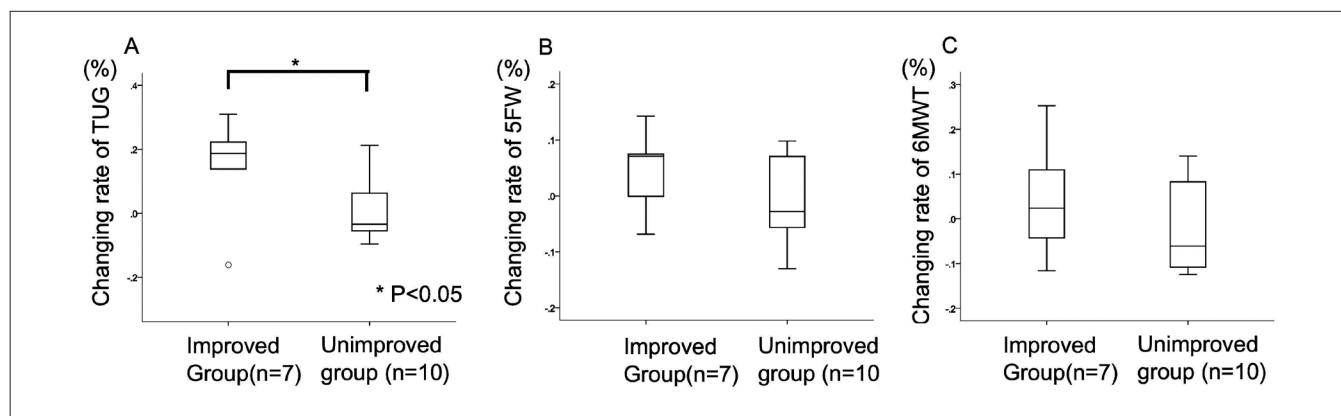 A
(%)
Changing rate of TUG
.4
.2
.0
-.2
*
* P<0.05
Improved
Group(n=7)
Unimproved
group (n=10)
B
(%)
Changing rate of 5FW
.2
.1
.0
-.1
-.2
Improved
Group(n=7)
Unimproved
group (n=10
C
(%)
Changing rate of 6MWT
.3
.2
.1
.0
-.1
-.2
Improved
Group(n=7)
Unimproved
group (n=10)